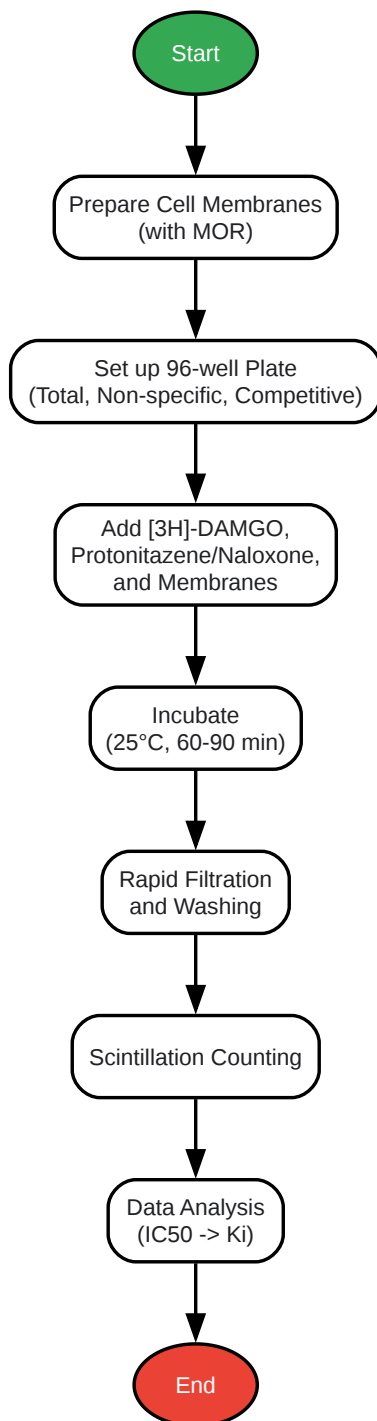 Start
Prepare Cell Membranes
(with MOR)
Set up 96-well Plate
(Total, Non-specific, Competitive)
Add [3H]-DAMGO,
Protonitazene/Naloxone,
and Membranes
Incubate
(25°C, 60-90 min)
Rapid Filtration
and Washing
Scintillation Counting
Data Analysis
(IC50 -> Ki)
End